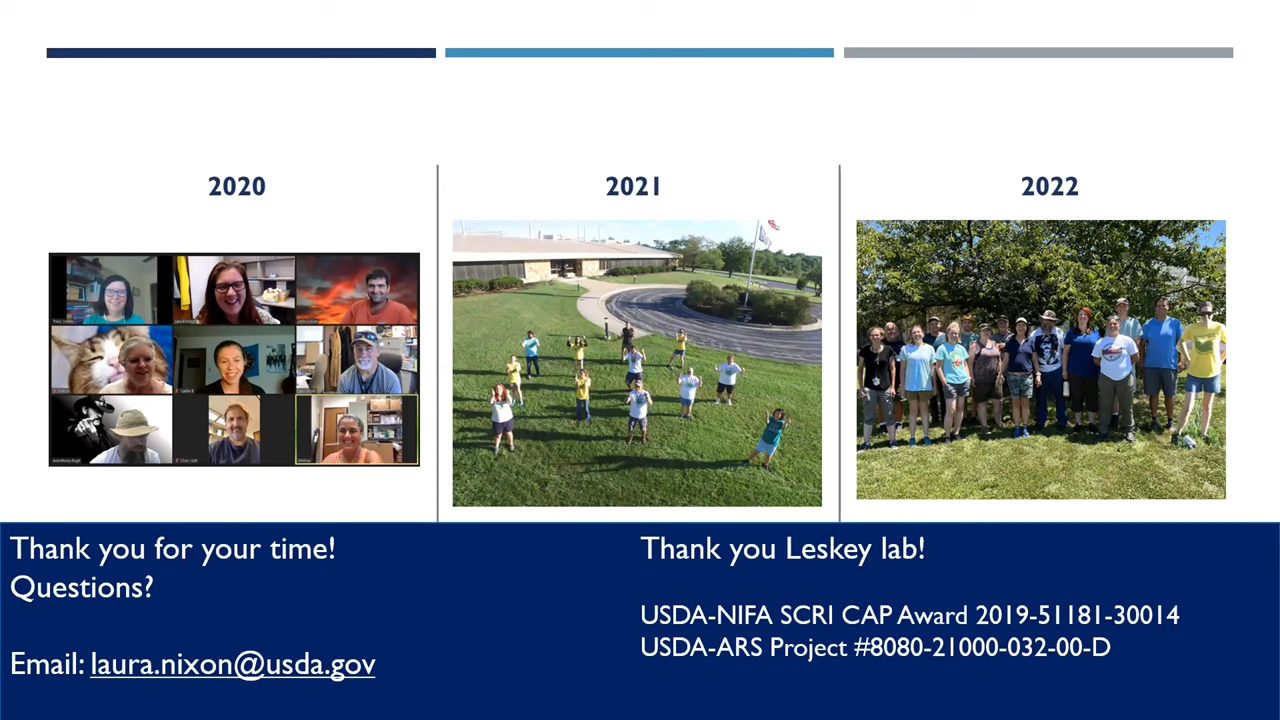 2020
2021
2022
Thank you for your time!
Questions?
Email: laura.nixon@usda.gov
Thank you Leskey lab!
USDA-NIFA SCRI CAP Award 2019-51181-30014
USDA-ARS Project #8080-21000-032-00-D